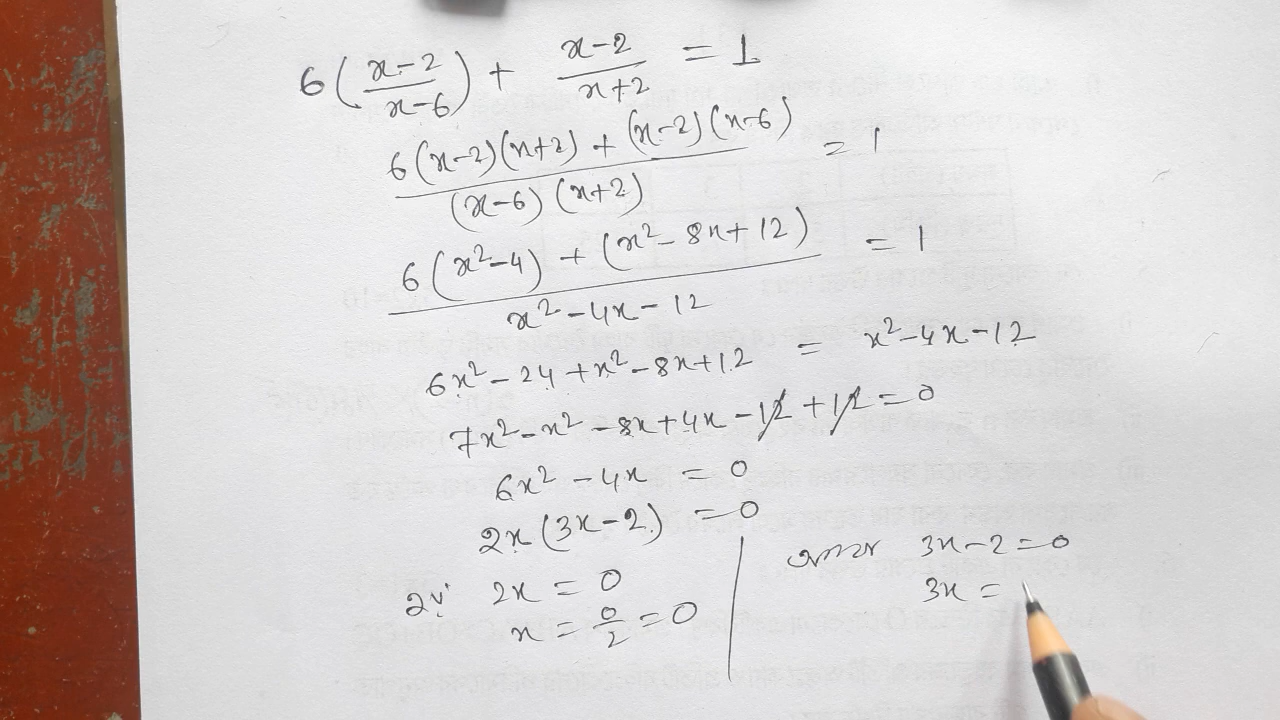 6(x-2/x-6) + x-2/x+2 = 1
6(x-2)(x+2) + (x-2)(x-6)/(x-6)(x+2) = 1
6(x²-4) + (x²-8x+12)/x²-4x-12 = 1
6x²-24+x²-8x+12 = x²-4x-12
7x²-x²-8x+4x-12+12=0
6x²-4x = 0
2x(3x-2) = 0
2x = 0
x = 0/2 = 0
3x-2=0
3x =